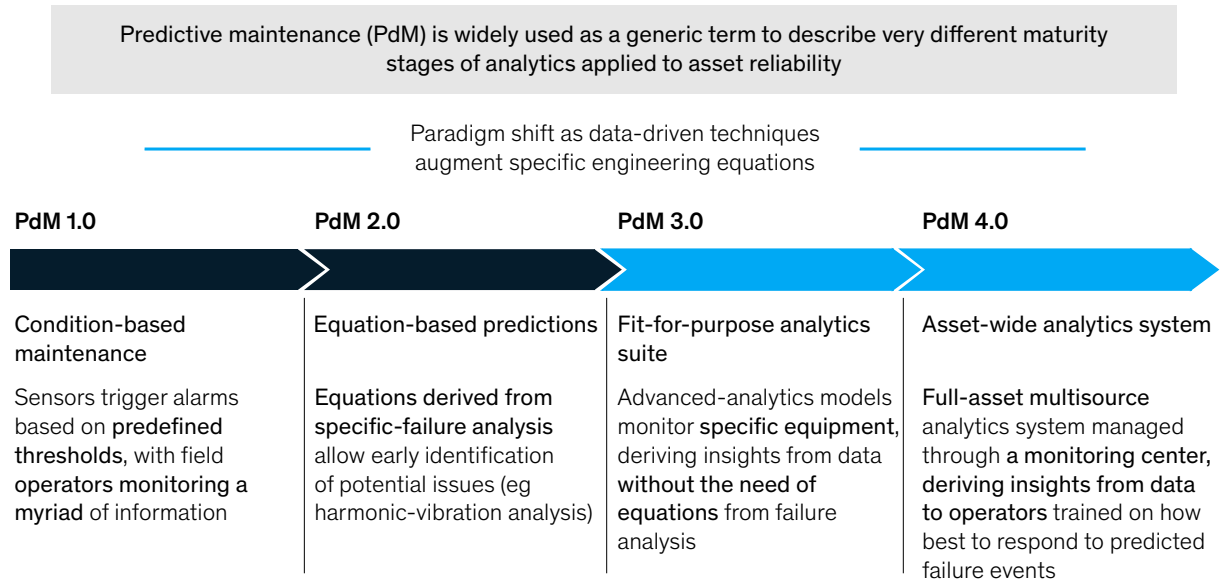 Predictive maintenance (PdM) is widely used as a generic term to describe very different maturity
stages of analytics applied to asset reliability
Paradigm shift as data-driven techniques
augment specific engineering equations
PdM 1.0
PdM 2.0
PdM 3.0
PdM 4.0
Condition-based
maintenance
Sensors trigger alarms
based on predefined
thresholds, with field
operators monitoring a
myriad of information
Equation-based predictions
Equations derived from
specific-failure analysis
allow early identification
of potential issues (eg
harmonic-vibration analysis)
Fit-for-purpose analytics
suite
Advanced-analytics models
monitor specific equipment,
deriving insights from data
without the need of
equations from failure
analysis
Asset-wide analytics system
Full-asset multisource
analytics system managed
through a monitoring center,
deriving insights from data
to operators trained on how
best to respond to predicted
failure events